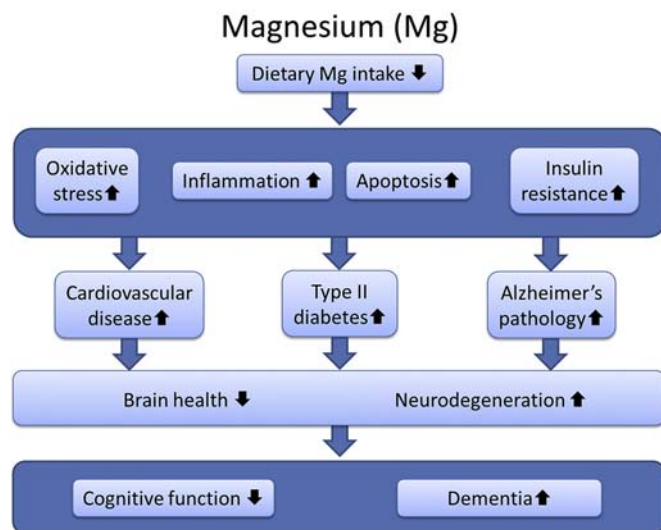 Magnesium (Mg)
Dietary Mg intake 🡇
Oxidative
stress 🡅
Inflammation 🡅
Apoptosis 🡅
Insulin
resistance 🡅
Cardiovascular
disease 🡅
Type II
diabetes 🡅
Alzheimer's
pathology 🡅
Brain health 🡇
Neurodegeneration 🡅
Cognitive function 🡇
Dementia 🡅